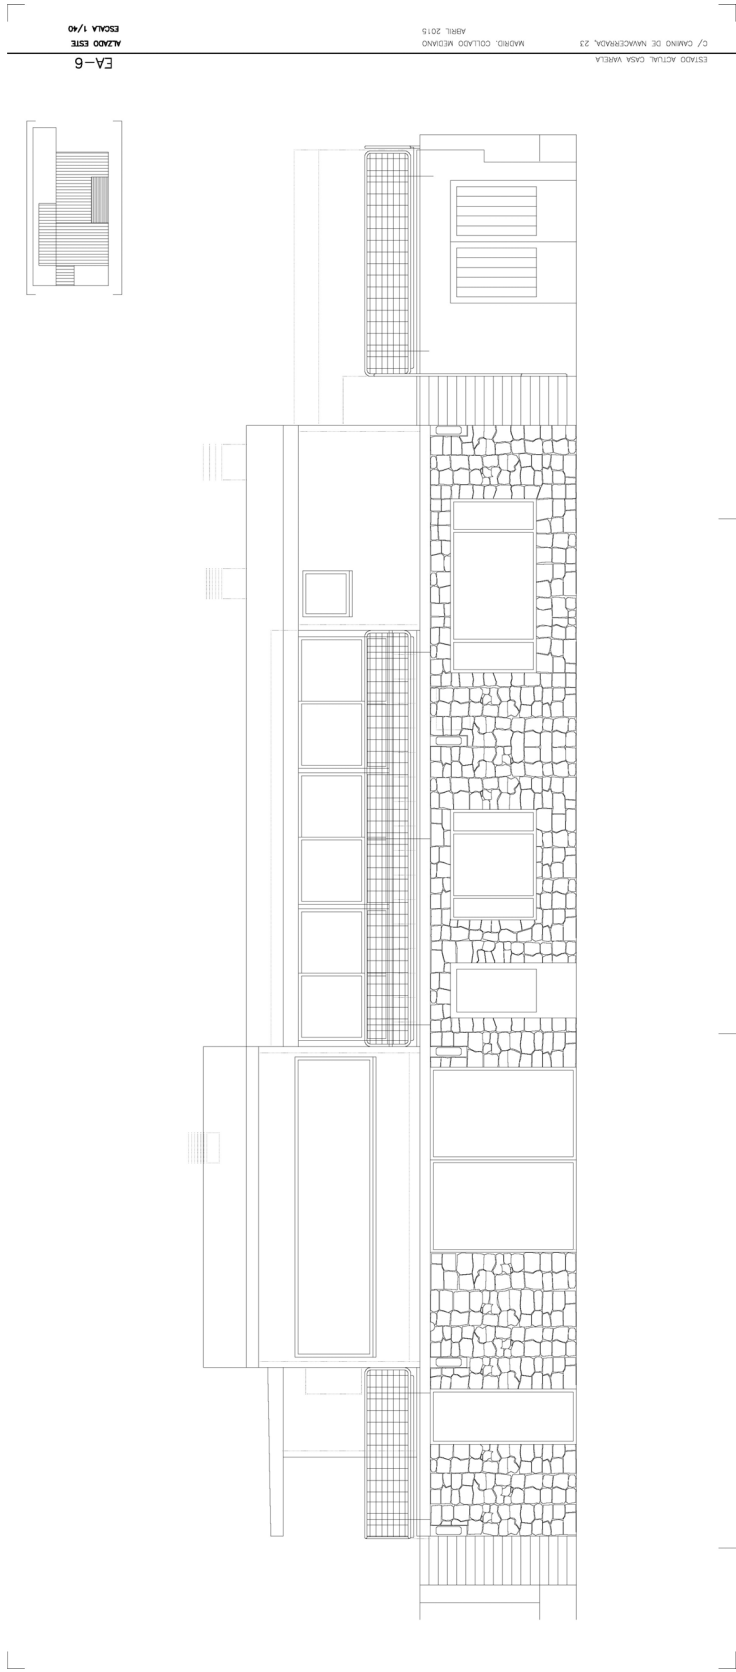 ESTADO ACTUAL CASA VARELA
C/ CAMINO DE NAVACERRADA, 23
MADRID. COLLADO MEDIANO
ABRIL 2015
EA-6
ALZADO ESTE
ESCALA 1/40